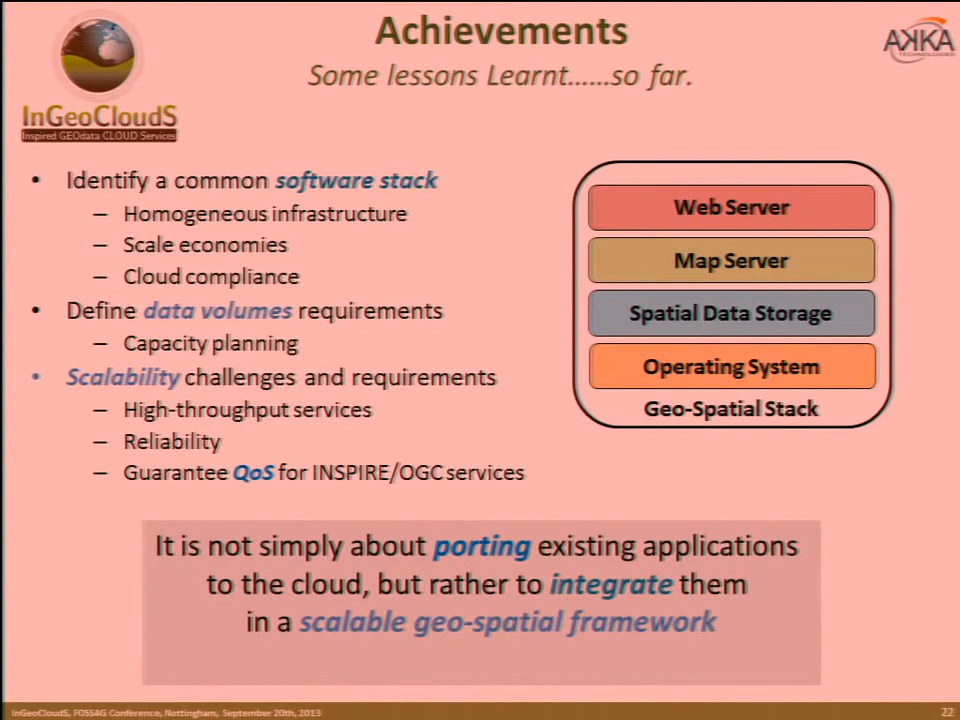 Achievements
Some lessons Learnt......so far.
InGeoCloudS
Inspired GEOdata CLOUD Services
AKKA
TECHNOLOGIES
• Identify a common software stack
– Homogeneous infrastructure
– Scale economies
– Cloud compliance
• Define data volumes requirements
– Capacity planning
• Scalability challenges and requirements
– High-throughput services
– Reliability
– Guarantee QoS for INSPIRE/OGC services
Web Server
Map Server
Spatial Data Storage
Operating System
Geo-Spatial Stack
It is not simply about porting existing applications
to the cloud, but rather to integrate them
in a scalable geo-spatial framework
InGeoCloudS, FOSS4G Conference, Nottingham, September 20th, 2013
22